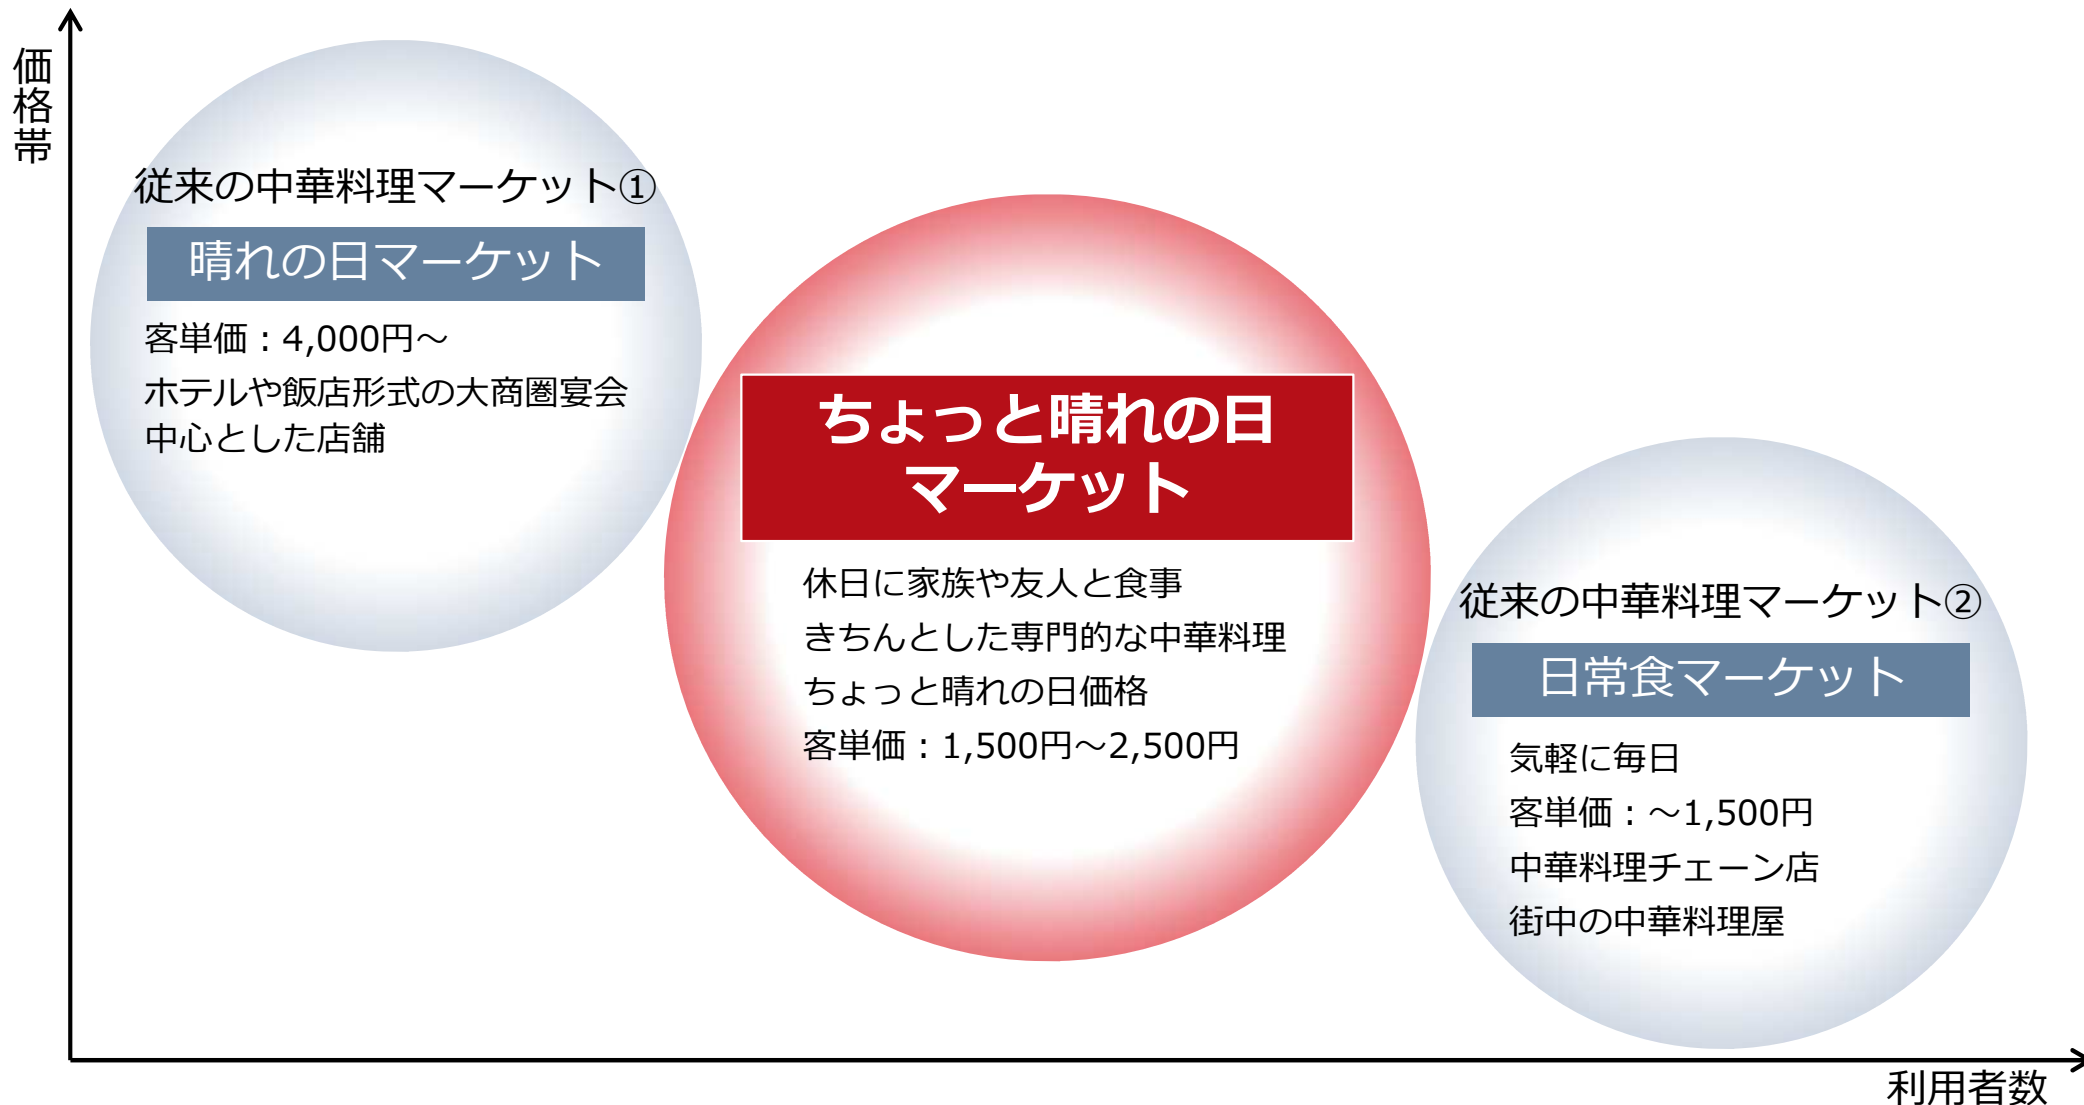 価格帯
従来の中華料理マーケット①
晴れの日マーケット
客単価：4,000円～
ホテルや飯店形式の大商圏宴会
中心とした店舗
ちょっと晴れの日
マーケット
休日に家族や友人と食事
きちんとした専門的な中華料理
ちょっと晴れの日価格
客単価：1,500円～2,500円
従来の中華料理マーケット②
日常食マーケット
気軽に毎日
客単価：～1,500円
中華料理チェーン店
街中の中華料理屋
利用者数